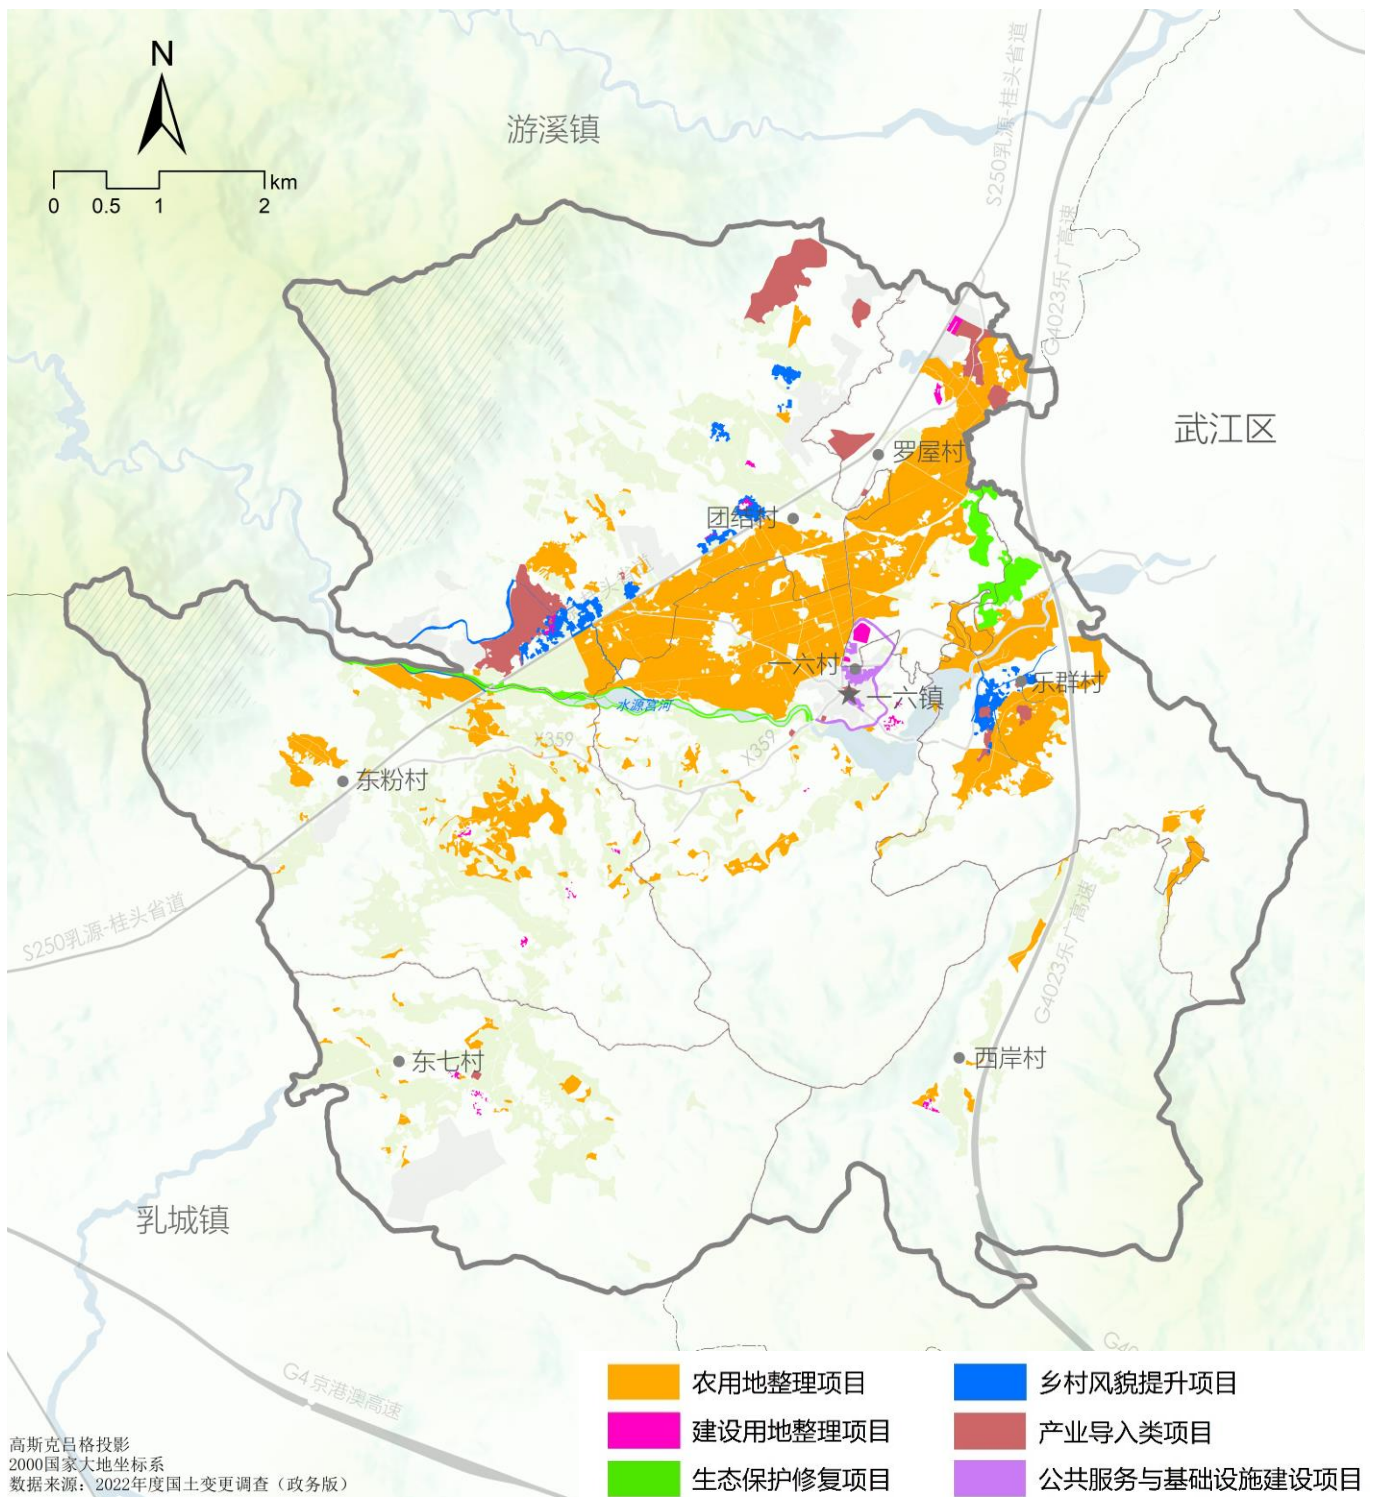 N
km
0 0.5 1 2
游溪镇
S250乳源-桂头省道
G4023乐广高速
武江区
罗屋村
团结村
一六村
一六镇
乐群村
水源宫河
X359
X359
东粉村
S250乳源-桂头省道
G4023乐广高速
东七村
西岸村
乳城镇
G4京港澳高速
农用地整理项目
建设用地整理项目
生态保护修复项目
乡村风貌提升项目
产业导入类项目
公共服务与基础设施建设项目
高斯克吕格投影
2000国家大地坐标系
数据来源：2022年度国土变更调查（政务版）